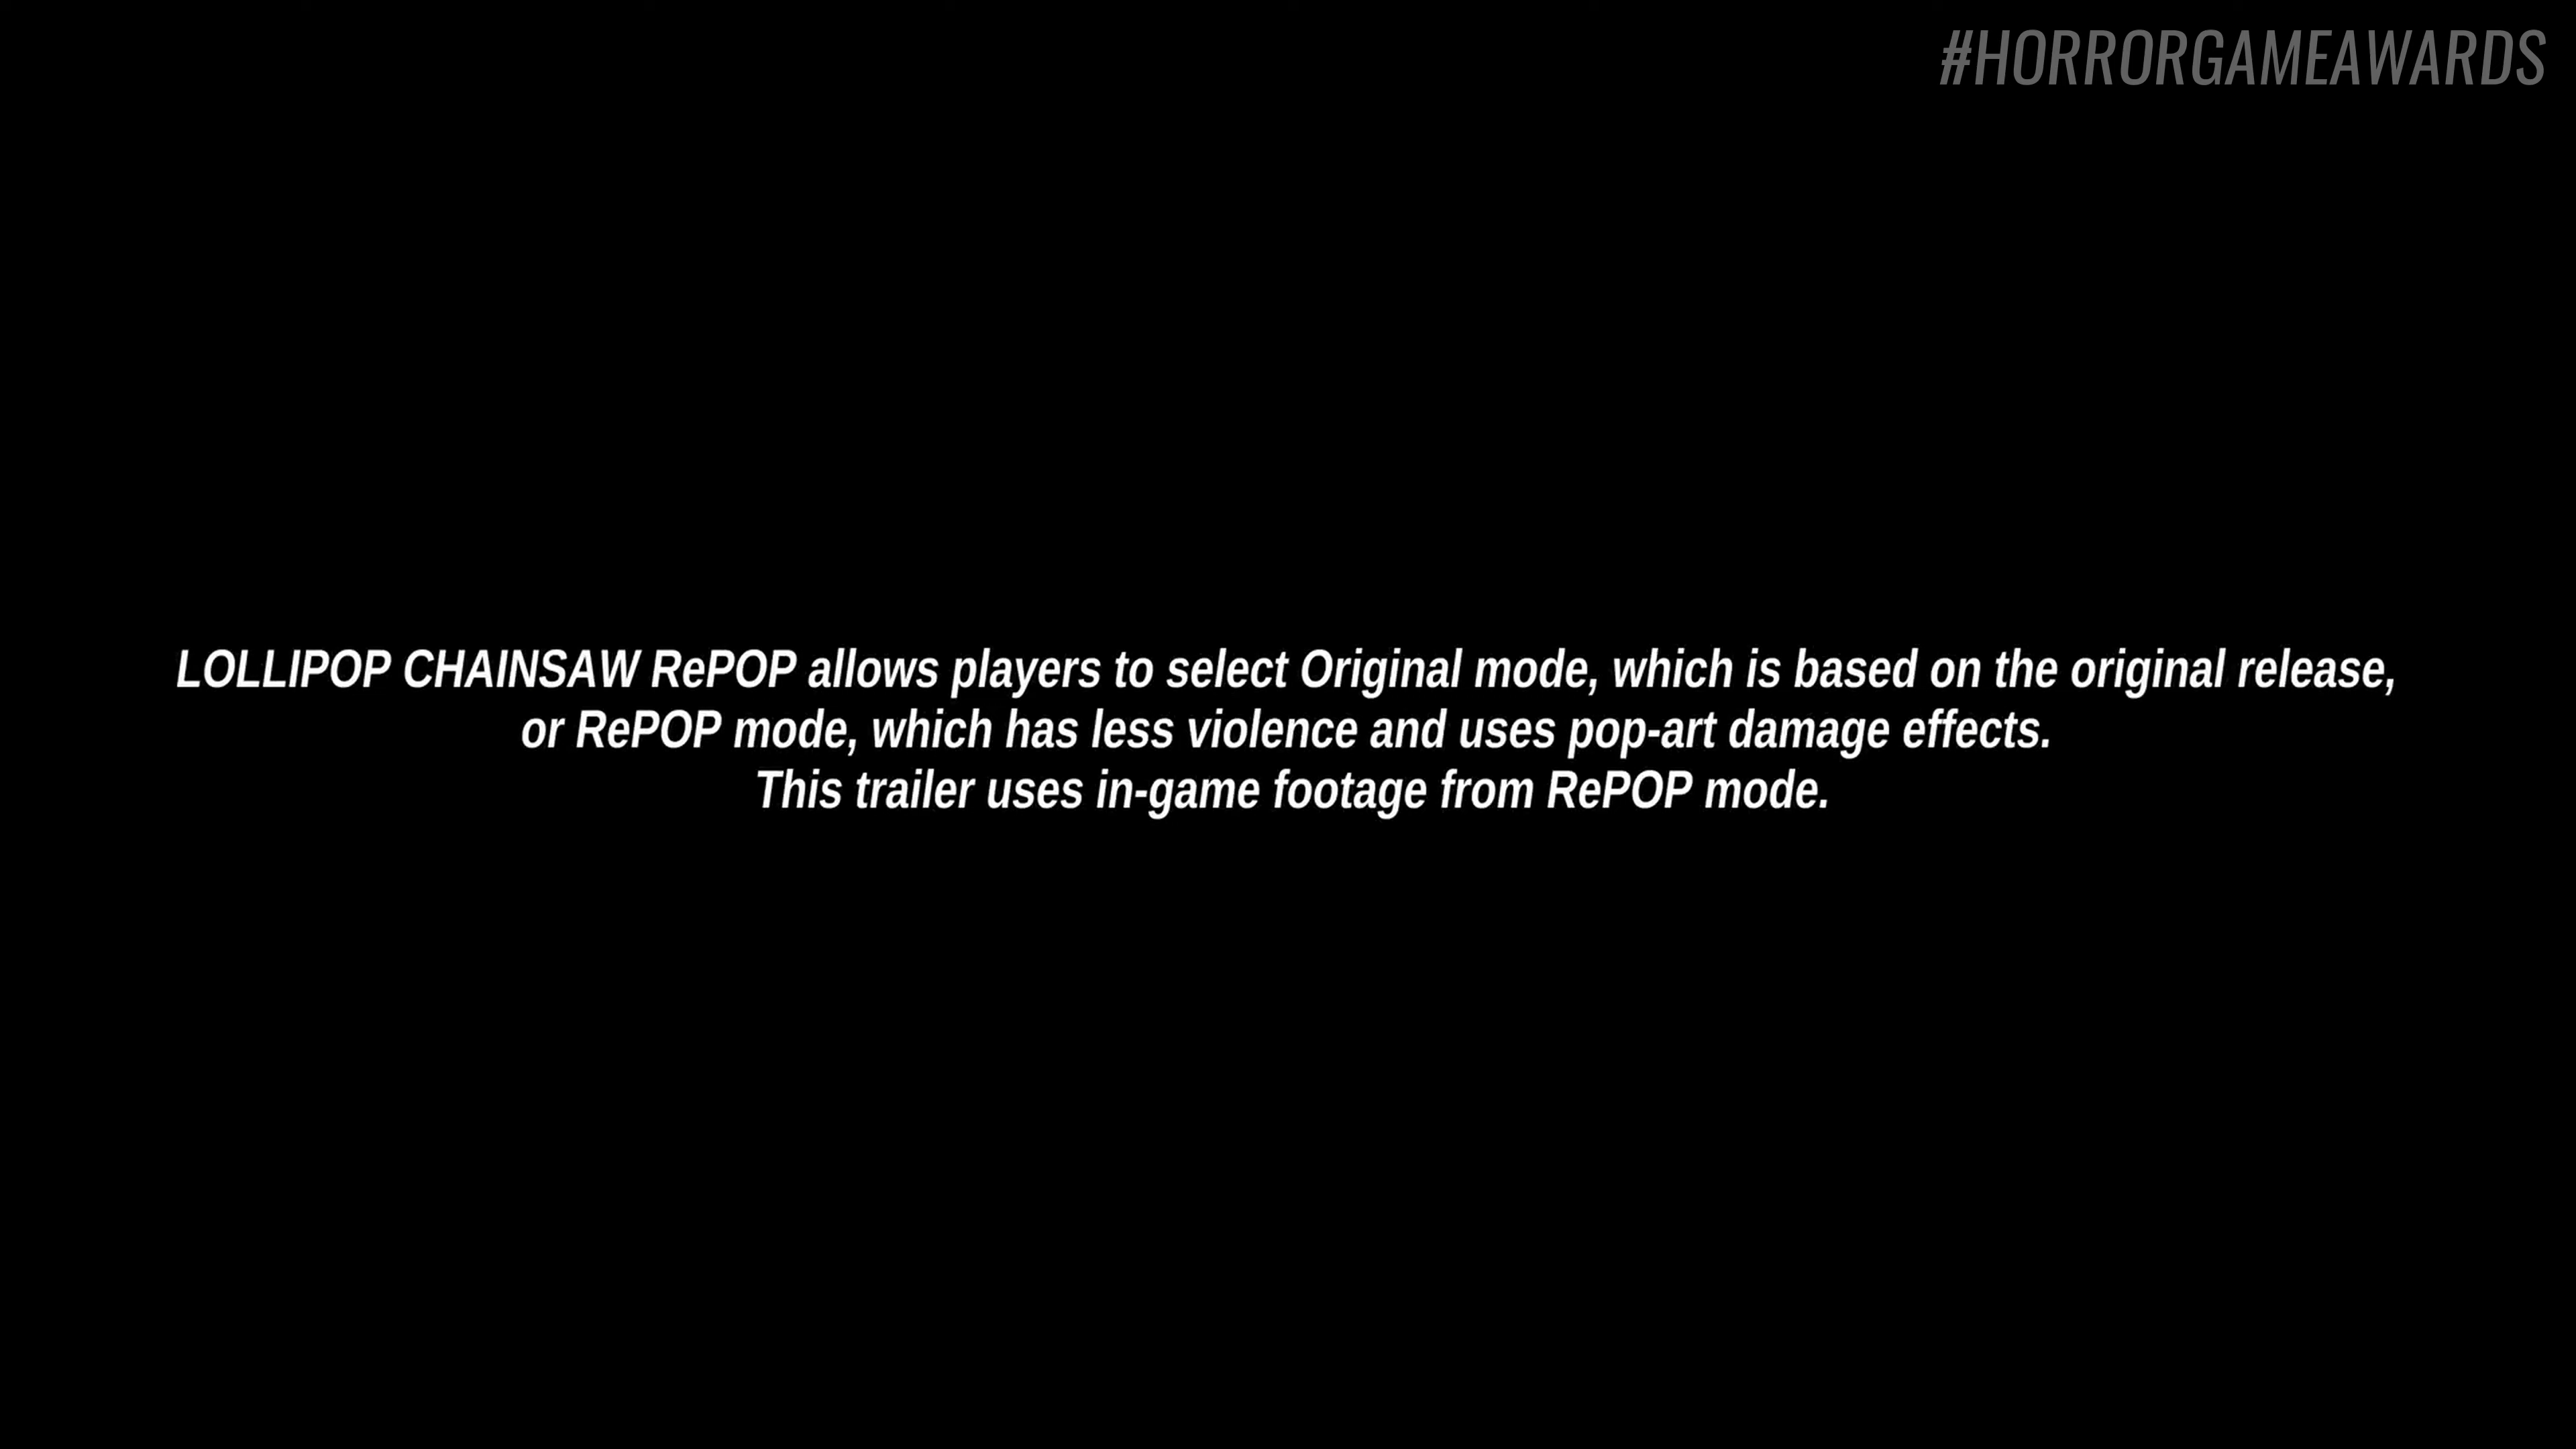 #HORRORGAMEAWARDS
LOLLIPOP CHAINSAW RePOP allows players to select Original mode, which is based on the original release,
or RePOP mode, which has less violence and uses pop-art damage effects.
This trailer uses in-game footage from RePOP mode.